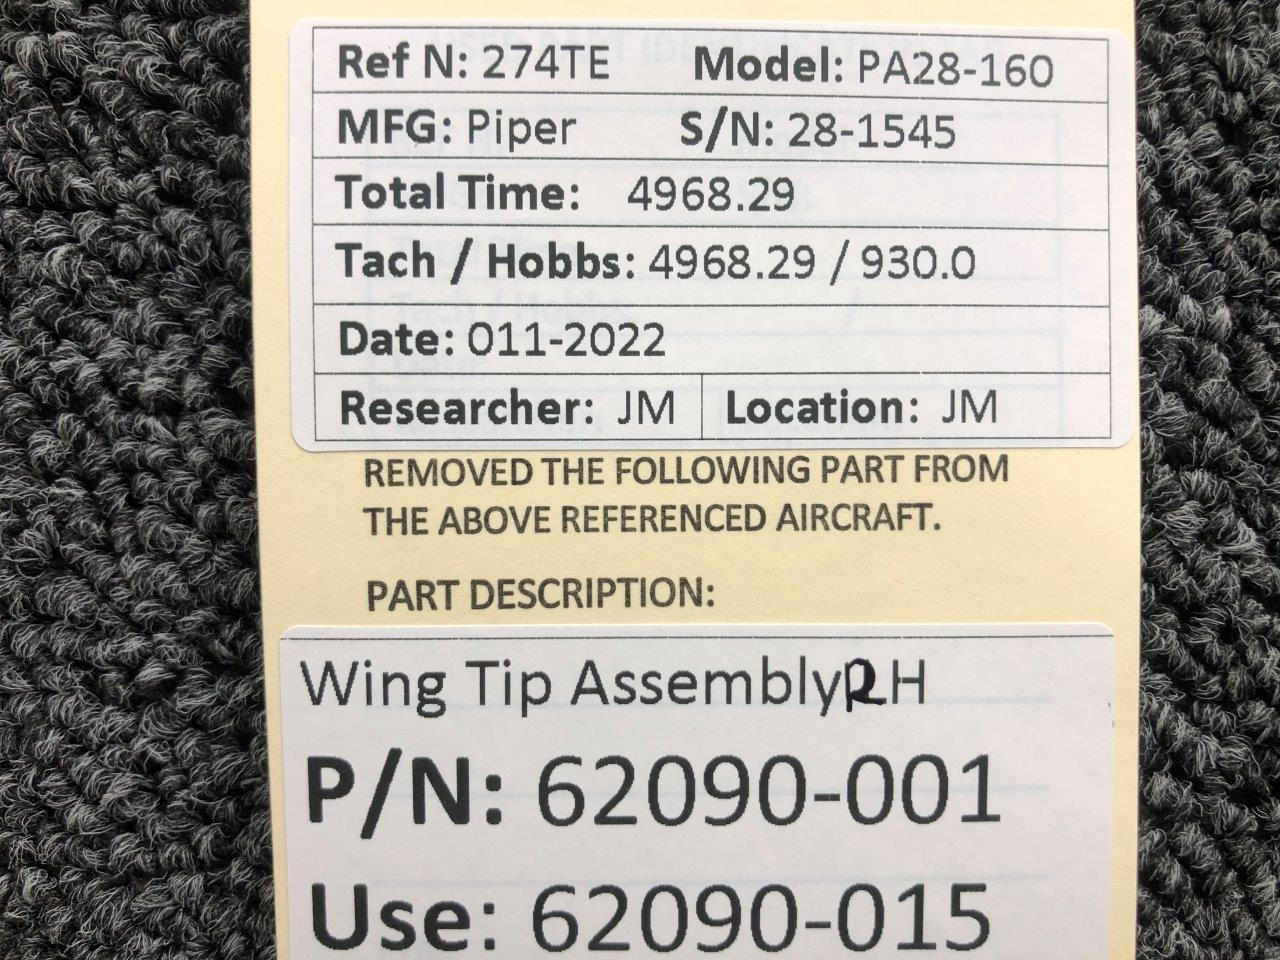 Ref N: 274TE Model: PA28-160
MFG: Piper S/N: 28-1545
Total Time: 4968.29
Tach / Hobbs: 4968.29 / 930.0
Date: 011-2022
Researcher: JM Location: JM
REMOVED THE FOLLOWING PART FROM
THE ABOVE REFERENCED AIRCRAFT.
PART DESCRIPTION:
Wing Tip Assembly RH
P/N: 62090-001
Use: 62090-015